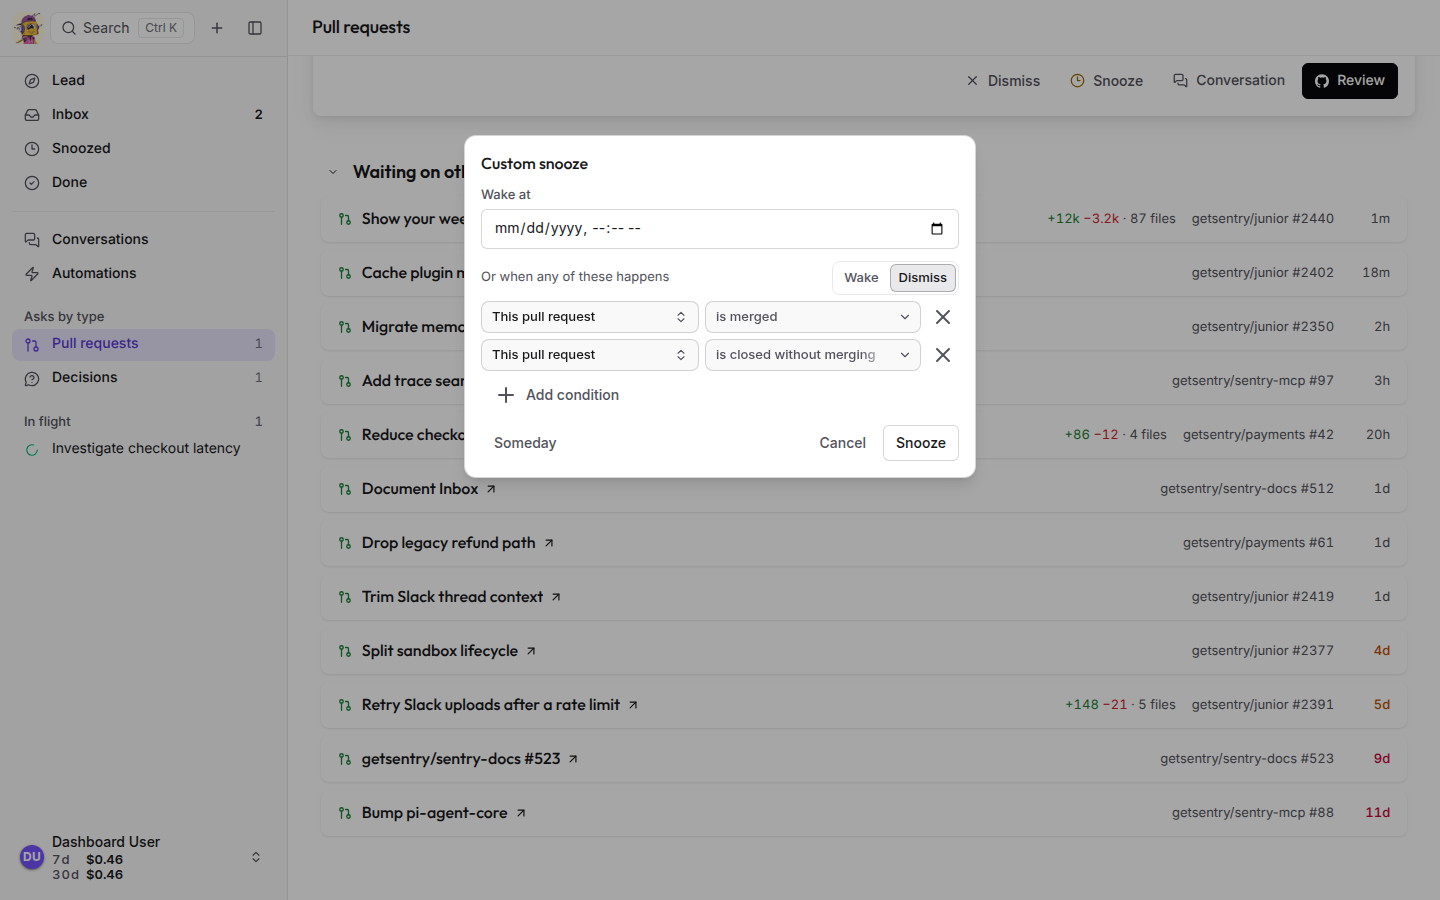 Search Ctrl K
Lead
Inbox 2
Snoozed
Done
Conversations
Automations
Asks by type
Pull requests 1
Decisions 1
In flight 1
Investigate checkout latency
DU
Dashboard User
7d $0.46
30d $0.46
Pull requests
Dismiss Snooze Conversation Review
Custom snooze
Wake at
mm/dd/yyyy, --:-- --
Or when any of these happens Wake Dismiss
This pull request is merged
This pull request is closed without merging
Add condition
Someday Cancel Snooze
Waiting on
Show your +12k −3.2k · 87 files getsentry/junior #2440 1m
Cache plugin getsentry/junior #2402 18m
Migrate getsentry/junior #2350 2h
Add trace getsentry/sentry-mcp #97 3h
Reduce +86 −12 · 4 files getsentry/payments #42 20h
Document Inbox getsentry/sentry-docs #512 1d
Drop legacy refund path getsentry/payments #61 1d
Trim Slack thread context getsentry/junior #2419 1d
Split sandbox lifecycle getsentry/junior #2377 4d
Retry Slack uploads after a rate limit +148 −21 · 5 files getsentry/junior #2391 5d
getsentry/sentry-docs #523 getsentry/sentry-docs #523 9d
Bump pi-agent-core getsentry/sentry-mcp #88 11d